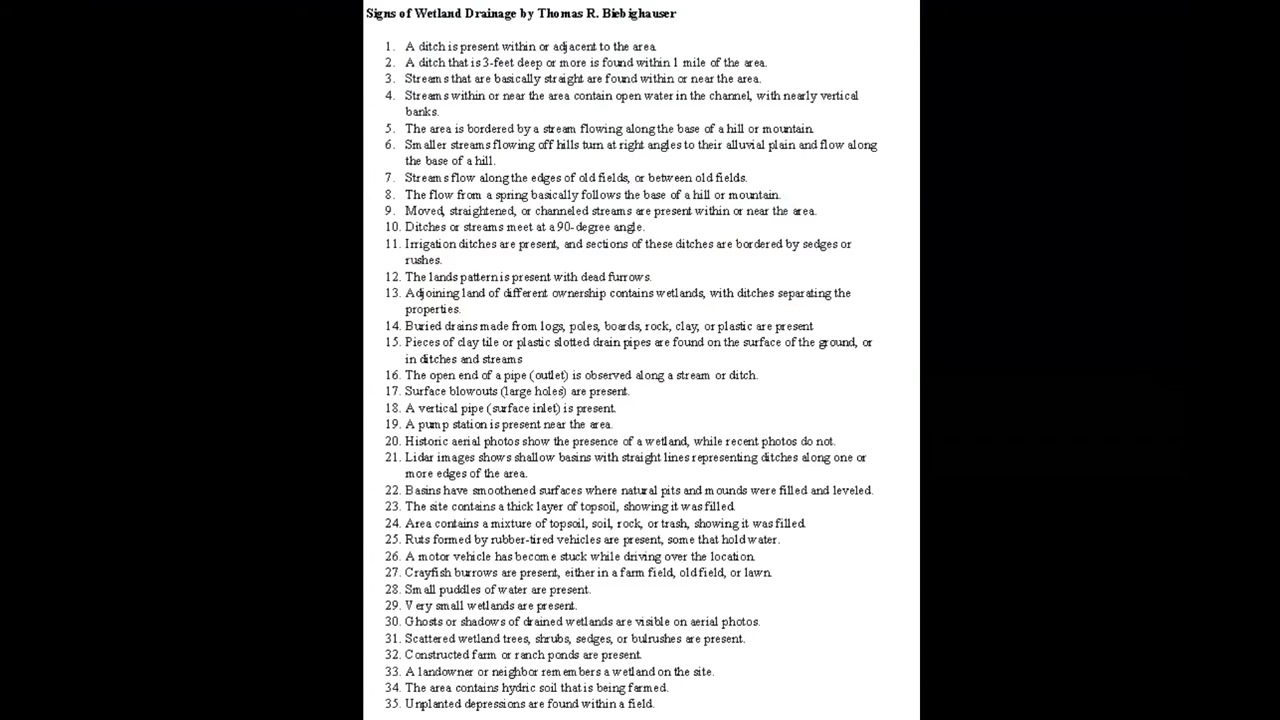 Signs of Wetland Drainage by Thomas R. Biebighauser
1. A ditch is present within or adjacent to the area.
2. A ditch that is 3-feet deep or more is found within 1 mile of the area.
3. Streams that are basically straight are found within or near the area.
4. Streams within or near the area contain open water in the channel, with nearly vertical
banks.
5. The area is bordered by a stream flowing along the base of a hill or mountain.
6. Smaller streams flowing off hills turn at right angles to their alluvial plain and flow along
the base of a hill.
7. Streams flow along the edges of old fields, or between old fields.
8. The flow from a spring basically follows the base of a hill or mountain.
9. Moved, straightened, or channeled streams are present within or near the area.
10. Ditches or streams meet at a 90-degree angle.
11. Irrigation ditches are present, and sections of these ditches are bordered by sedges or
rushes.
12. The lands pattern is present with dead furrows.
13. Adjoining land of different ownership contains wetlands, with ditches separating the
properties.
14. Buried drains made from logs, poles, boards, rock, clay, or plastic are present
15. Pieces of clay tile or plastic slotted drain pipes are found on the surface of the ground, or
in ditches and streams
16. The open end of a pipe (outlet) is observed along a stream or ditch.
17. Surface blowouts (large holes) are present.
18. A vertical pipe (surface inlet) is present.
19. A pump station is present near the area.
20. Historic aerial photos show the presence of a wetland, while recent photos do not.
21. Lidar images shows shallow basins with straight lines representing ditches along one or
more edges of the area.
22. Basins have smoothened surfaces where natural pits and mounds were filled and leveled.
23. The site contains a thick layer of topsoil, showing it was filled.
24. Area contains a mixture of topsoil, soil, rock, or trash, showing it was filled.
25. Ruts formed by rubber-tired vehicles are present, some that hold water.
26. A motor vehicle has become stuck while driving over the location.
27. Crayfish burrows are present, either in a farm field, old field, or lawn.
28. Small puddles of water are present.
29. Very small wetlands are present.
30. Ghosts or shadows of drained wetlands are visible on aerial photos.
31. Scattered wetland trees, shrubs, sedges, or bulrushes are present.
32. Constructed farm or ranch ponds are present.
33. A landowner or neighbor remembers a wetland on the site.
34. The area contains hydric soil that is being farmed.
35. Unplanted depressions are found within a field.